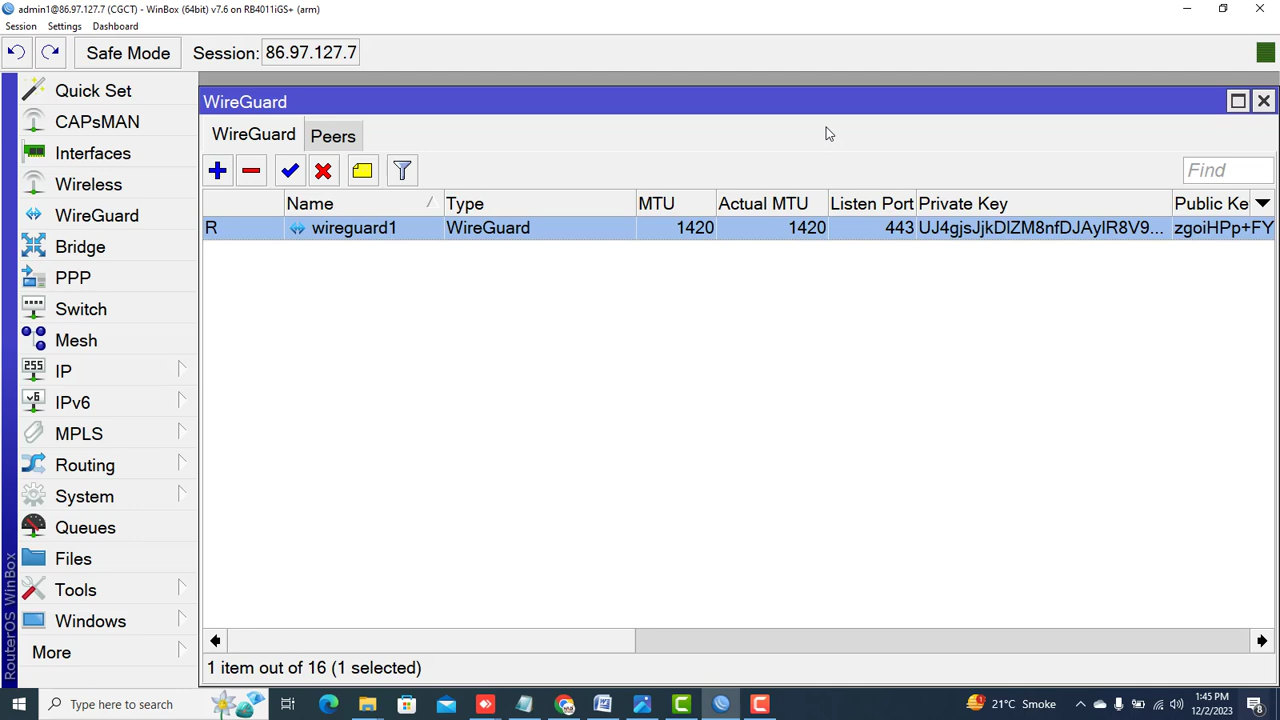 admin1@86.97.127.7 (CGCT) - WinBox (64bit) v7.6 on RB4011iGS+ (arm)
Session Settings Dashboard
Safe Mode Session: 86.97.127.7
Quick Set
CAPsMAN
Interfaces
Wireless
WireGuard
Bridge
PPP
Switch
Mesh
255 IP
v6 IPv6
MPLS
Routing
System
Queues
Files
Tools
Windows
More
RouterOS WinBox
WireGuard
WireGuard Peers
Find
Name Type MTU Actual MTU Listen Port Private Key Public Ke
R wireguard1 WireGuard 1420 1420 443 UJ4gjsJjkDlZM8nfDJAylR8V9... zgoiHPp+FY
1 item out of 16 (1 selected)
Type here to search
21°C Smoke
1:45 PM
12/2/2023
8